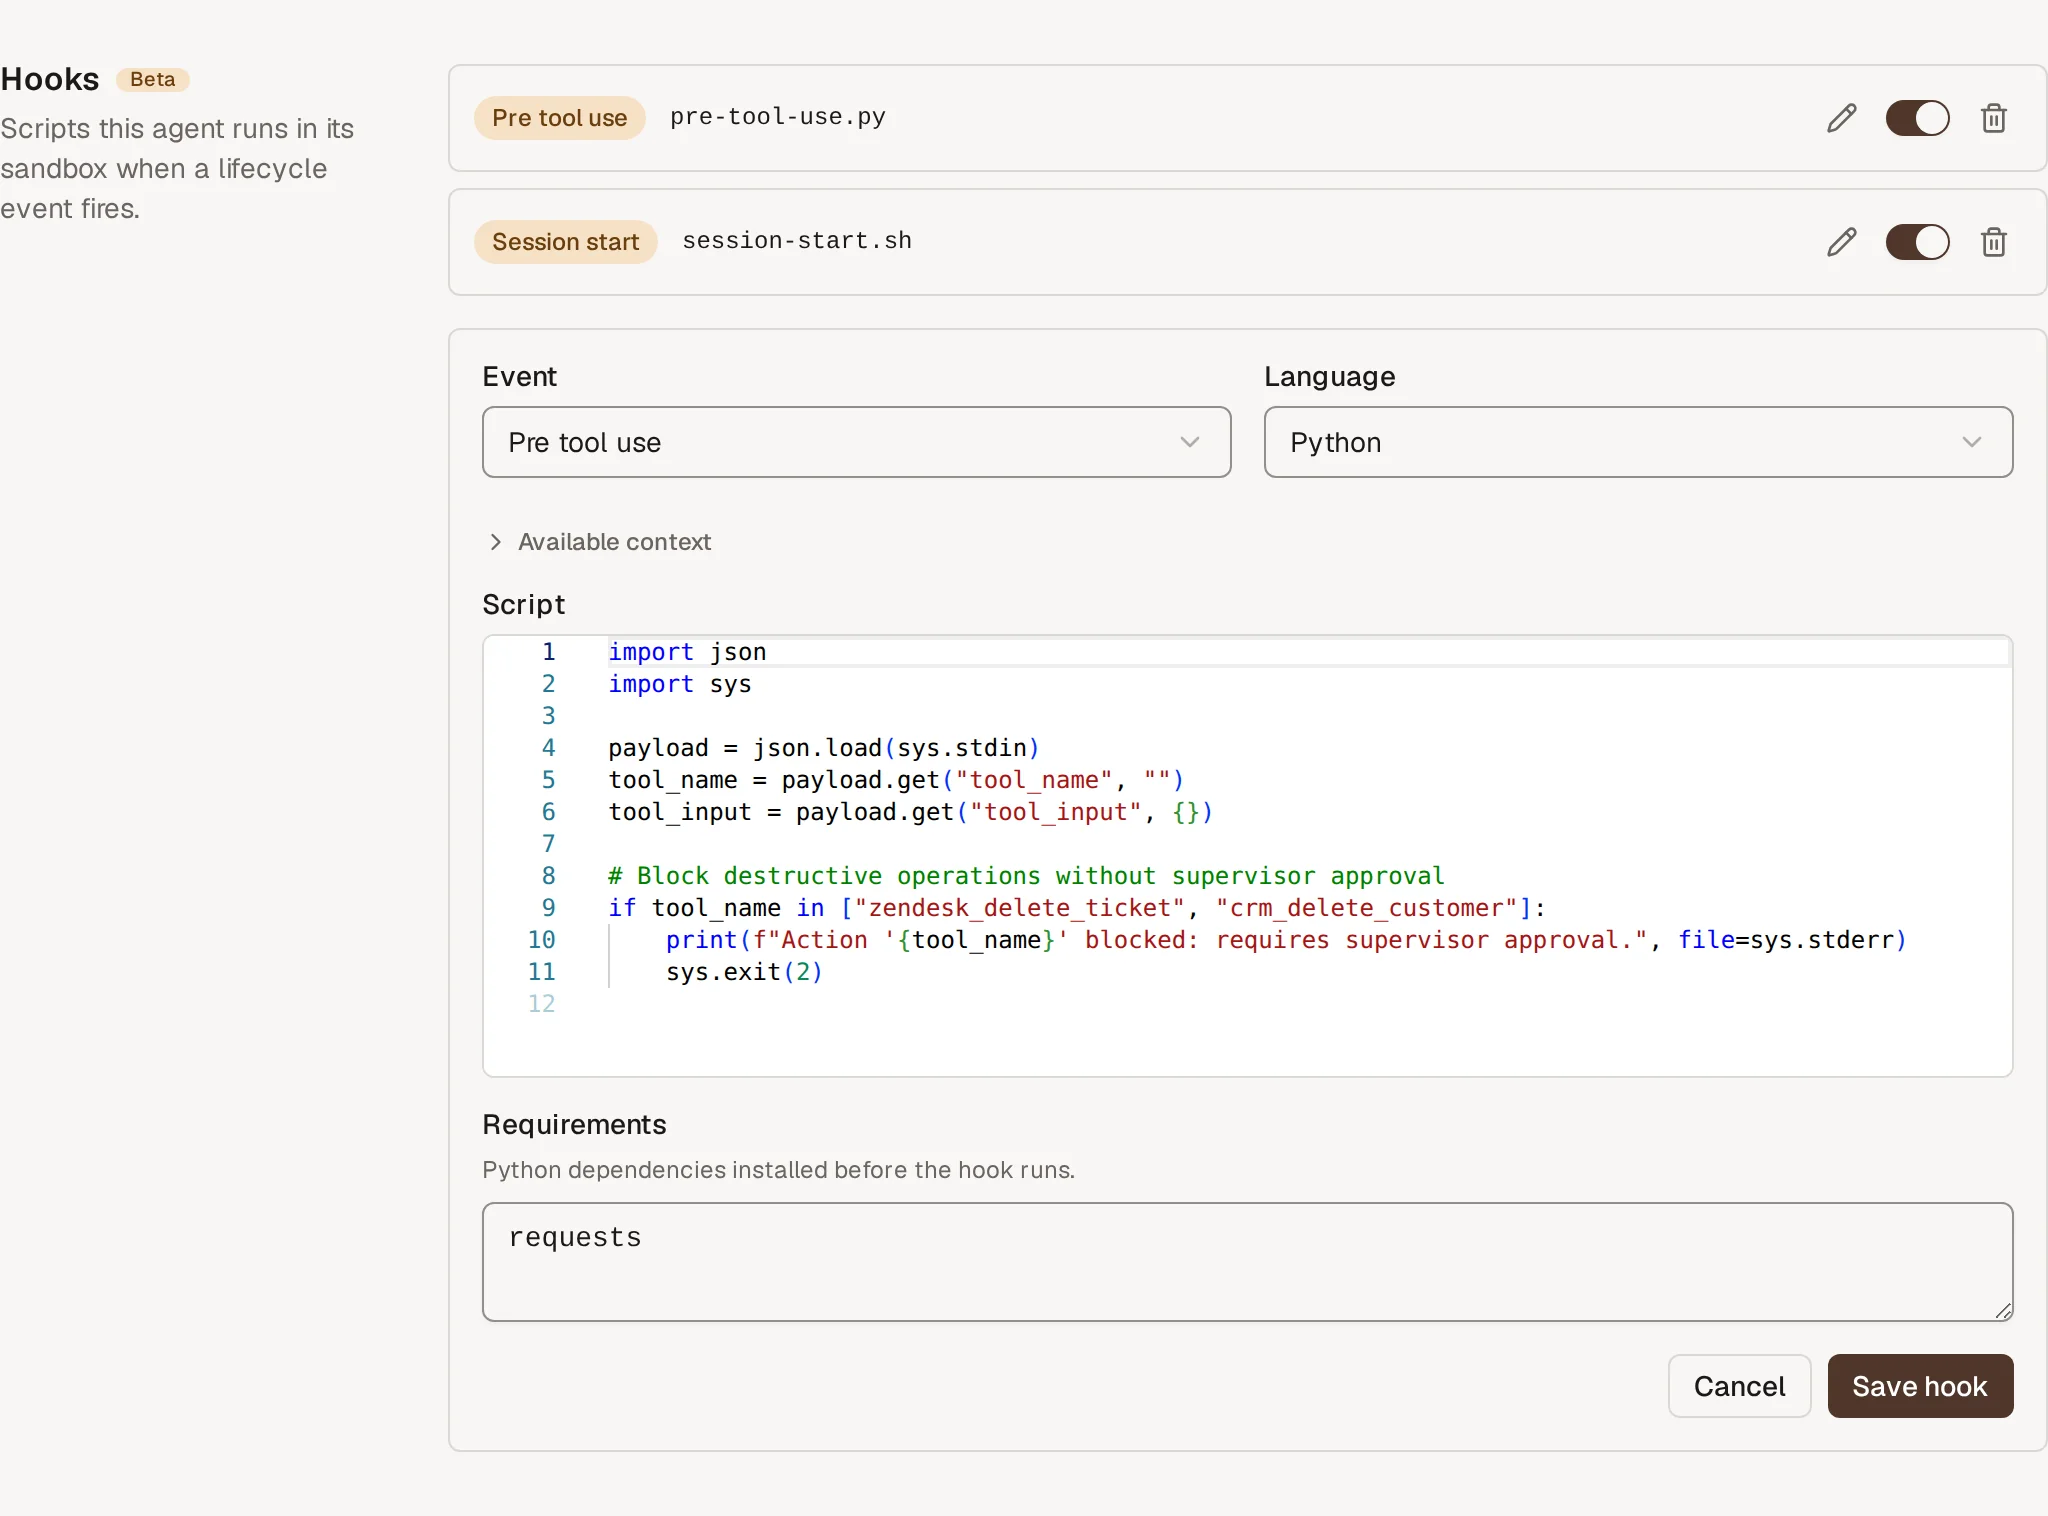 Hooks Beta
Scripts this agent runs in its
sandbox when a lifecycle
event fires.
Pre tool use pre-tool-use.py
Session start session-start.sh
Event
Pre tool use
Language
Python
Available context
Script
1 import json
2 import sys
3
4 payload = json.load(sys.stdin)
5 tool_name = payload.get("tool_name", "")
6 tool_input = payload.get("tool_input", {})
7
8 # Block destructive operations without supervisor approval
9 if tool_name in ["zendesk_delete_ticket", "crm_delete_customer"]:
10     print(f"Action '{tool_name}' blocked: requires supervisor approval.", file=sys.stderr)
11     sys.exit(2)
12
Requirements
Python dependencies installed before the hook runs.
requests
Cancel Save hook